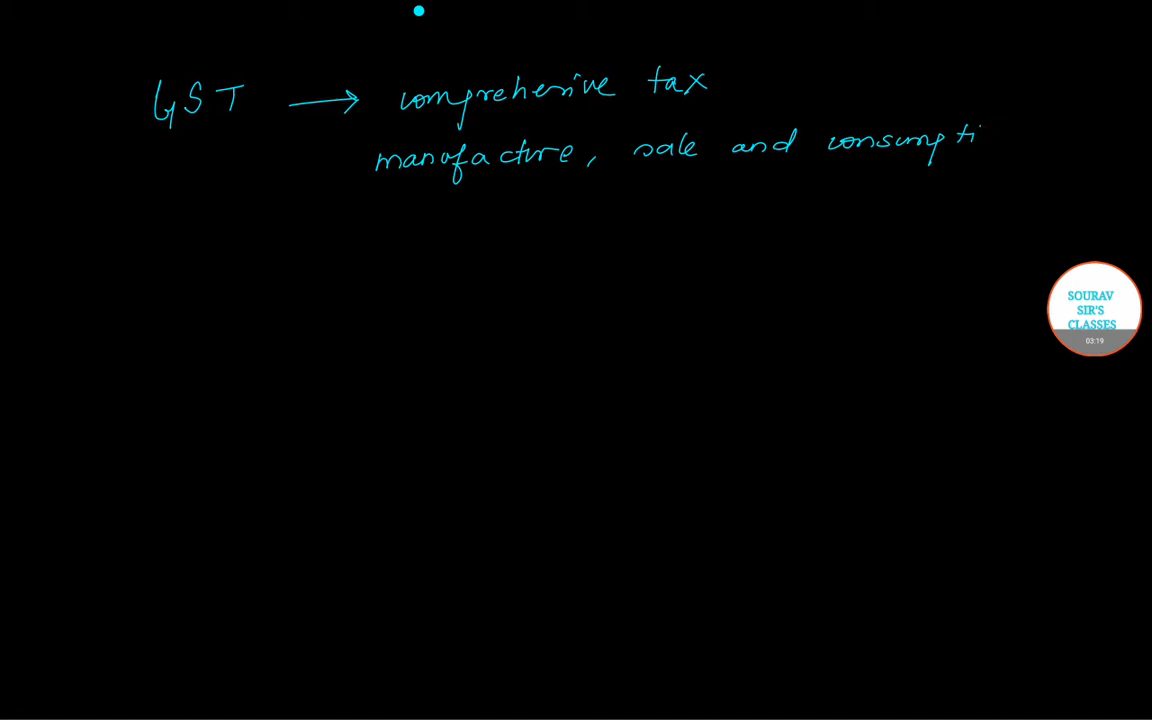 GST → comprehensive tax
manufacture, sale and consumpti
SOURAV
SIR'S
CLASSES
03:19